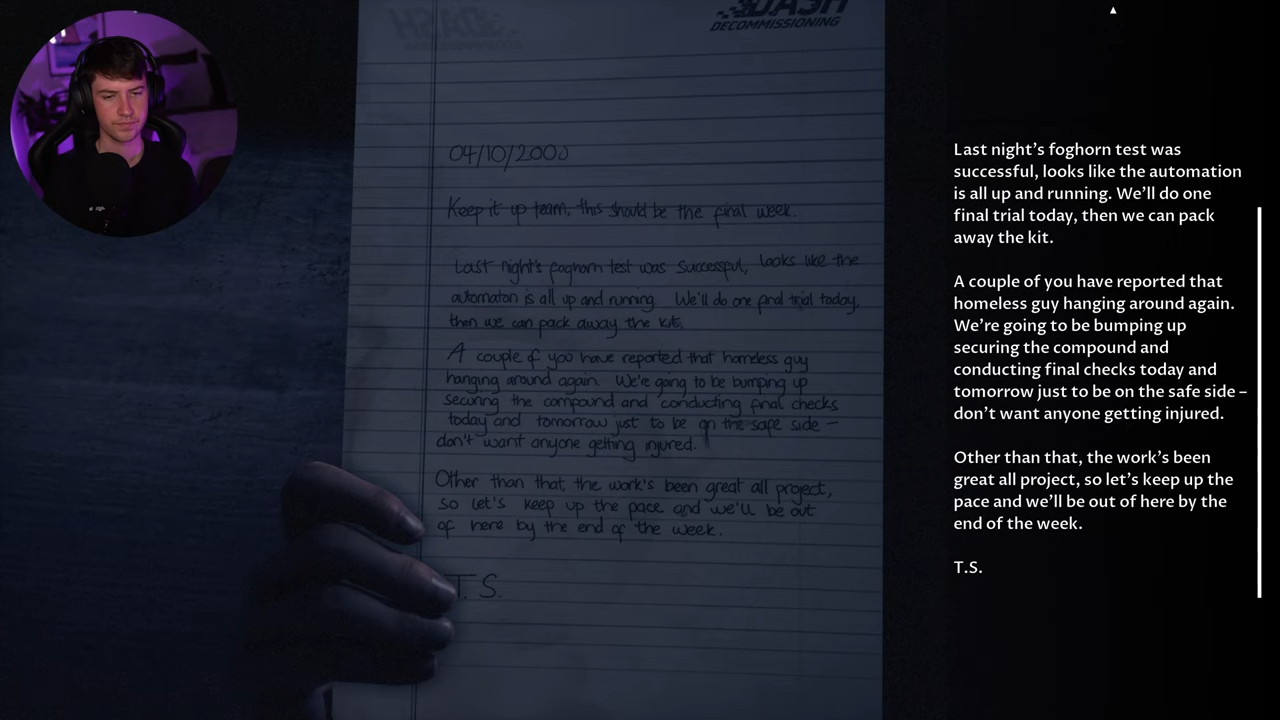 DASH
DECOMMISSIONING
04/10/2000
Keep it up team, this should be the final week.
Last night's foghorn test was successful, looks like the
automation is all up and running. We'll do one final trial today,
then we can pack away the kit.
A couple of you have reported that homeless guy
hanging around again. We're going to be bumping up
securing the compound and conducting final checks
today and tomorrow just to be on the safe side –
don't want anyone getting injured.
Other than that, the work's been great all project,
so let's keep up the pace and we'll be out
of here by the end of the week.
T.S.
Last night's foghorn test was
successful, looks like the automation
is all up and running. We'll do one
final trial today, then we can pack
away the kit.
A couple of you have reported that
homeless guy hanging around again.
We're going to be bumping up
securing the compound and
conducting final checks today and
tomorrow just to be on the safe side –
don't want anyone getting injured.
Other than that, the work's been
great all project, so let's keep up the
pace and we'll be out of here by the
end of the week.
T.S.